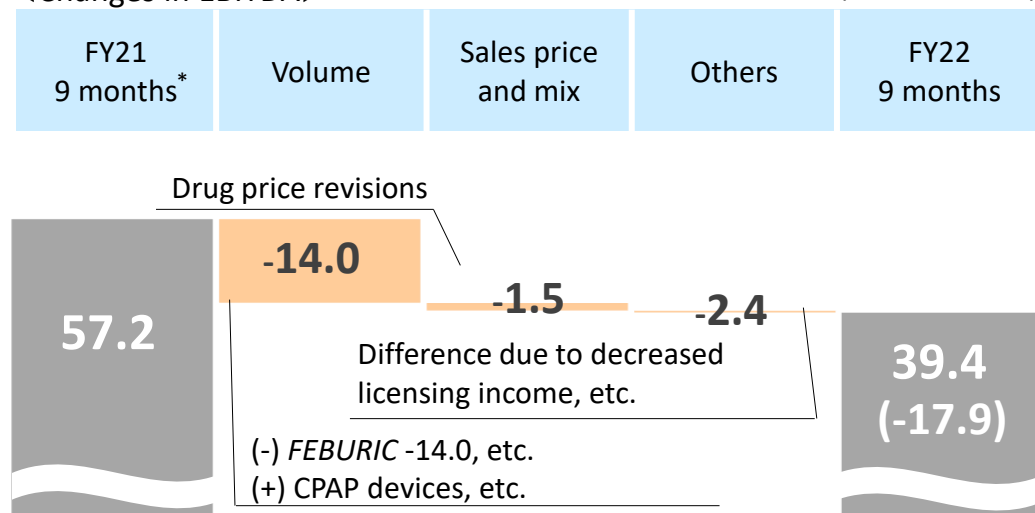 FY21
9 months*
Volume
Sales price
and mix
Others
FY22
9 months
Drug price revisions
-14.0
-1.5
-2.4
57.2
Difference due to decreased
licensing income, etc.
39.4
(-17.9)
(-) FEBURIC -14.0, etc.
(+) CPAP devices, etc.